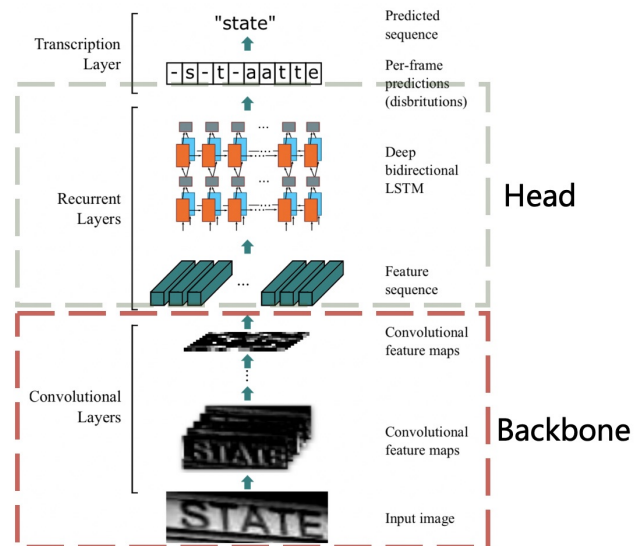 "state"
Predicted
sequence
Transcription
Layer
-s-t-aatte
Per-frame
predictions
(disbritutions)
Recurrent
Layers
Deep
bidirectional
LSTM
Head
...
Feature
sequence
Convolutional
Layers
Convolutional
feature maps
STATE
Convolutional
feature maps
Backbone
STATE
Input image